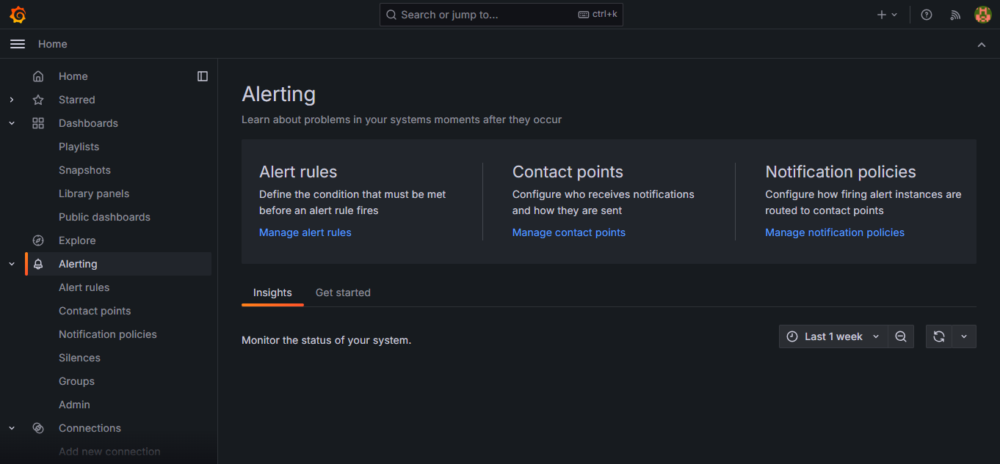 Search or jump to... ctrl+k
Home
Home
Starred
Dashboards
Playlists
Snapshots
Library panels
Public dashboards
Explore
Alerting
Alert rules
Contact points
Notification policies
Silences
Groups
Admin
Connections
Add new connection
Alerting
Learn about problems in your systems moments after they occur
Alert rules
Define the condition that must be met
before an alert rule fires
Manage alert rules
Contact points
Configure who receives notifications
and how they are sent
Manage contact points
Notification policies
Configure how firing alert instances are
routed to contact points
Manage notification policies
Insights Get started
Monitor the status of your system.
Last 1 week